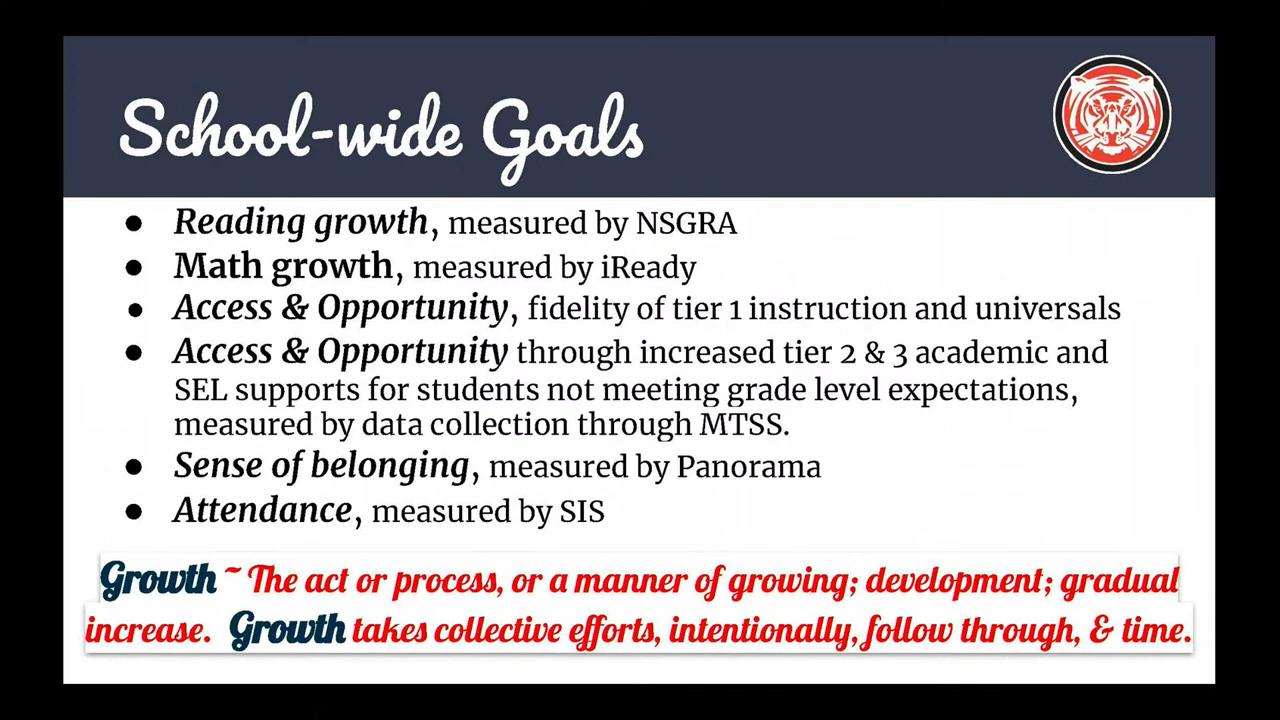 School-wide Goals
● Reading growth, measured by NSGRA
● Math growth, measured by iReady
● Access & Opportunity, fidelity of tier 1 instruction and universals
● Access & Opportunity through increased tier 2 & 3 academic and
SEL supports for students not meeting grade level expectations,
measured by data collection through MTSS.
● Sense of belonging, measured by Panorama
● Attendance, measured by SIS
Growth ~ The act or process, or a manner of growing; development; gradual
increase. Growth takes collective efforts, intentionally, follow through, & time.